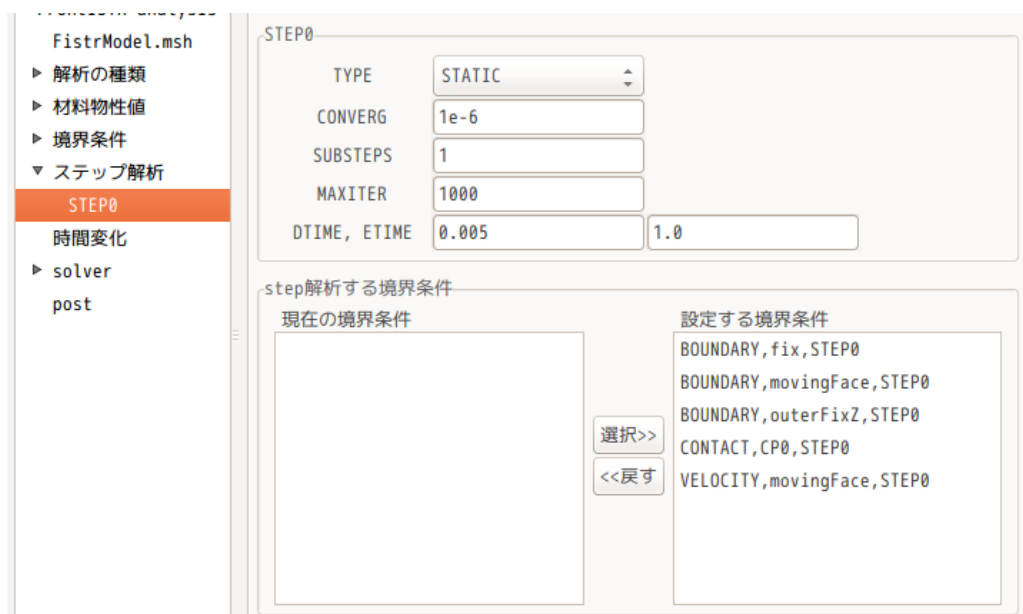 FistrModel.msh
解析の種類
材料物性値
境界条件
ステップ解析
STEP0
時間変化
solver
post
STEP0
TYPE STATIC
CONVERG 1e-6
SUBSTEPS 1
MAXITER 1000
DTIME, ETIME 0.005 1.0
step解析する境界条件
現在の境界条件
設定する境界条件
選択>>
<<戻す
BOUNDARY,fix,STEP0
BOUNDARY,movingFace,STEP0
BOUNDARY,outerFixZ,STEP0
CONTACT,CP0,STEP0
VELOCITY,movingFace,STEP0